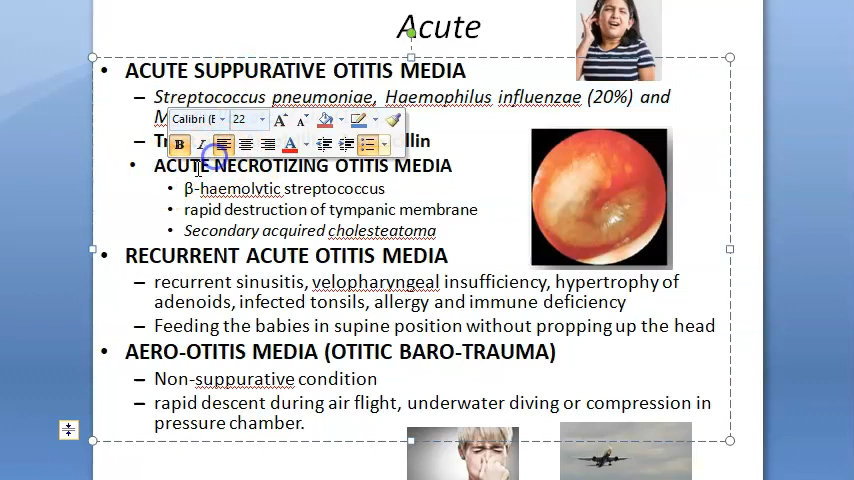 Acute
• ACUTE SUPPURATIVE OTITIS MEDIA
– Streptococcus pneumoniae, Haemophilus influenzae (20%) and
Calibri (E 22
• ACUTE NECROTIZING OTITIS MEDIA
• β-haemolytic streptococcus
• rapid destruction of tympanic membrane
• Secondary acquired cholesteatoma
• RECURRENT ACUTE OTITIS MEDIA
– recurrent sinusitis, velopharyngeal insufficiency, hypertrophy of
adenoids, infected tonsils, allergy and immune deficiency
– Feeding the babies in supine position without propping up the head
• AERO-OTITIS MEDIA (OTITIC BARO-TRAUMA)
– Non-suppurative condition
– rapid descent during air flight, underwater diving or compression in
pressure chamber.